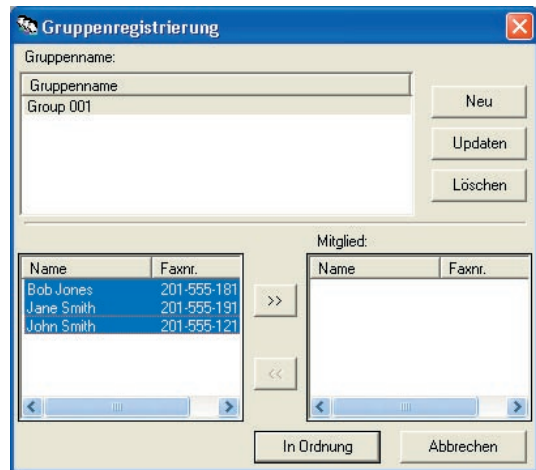 Gruppenregistrierung
Gruppenname:
Gruppenname
Group 001
Neu
Updaten
Löschen
Mitglied:
Name Faxnr. Name Faxnr.
Bob Jones 201-555-181
>>
Jane Smith 201-555-191
John Smith 201-555-121
<<
In Ordnung Abbrechen